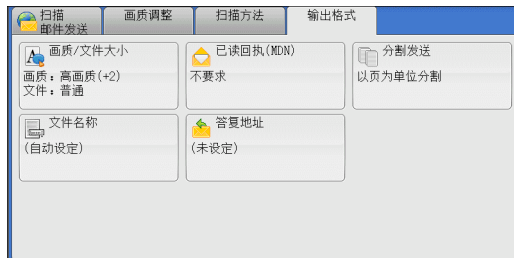 扫描
邮件发送
画质调整
扫描方法
输出格式
画质/文件大小
画质：高画质(+2)
文件：普通
已读回执(MDN)
不要求
分割发送
以页为单位分割
文件名称
(自动设定)
答复地址
(未设定)